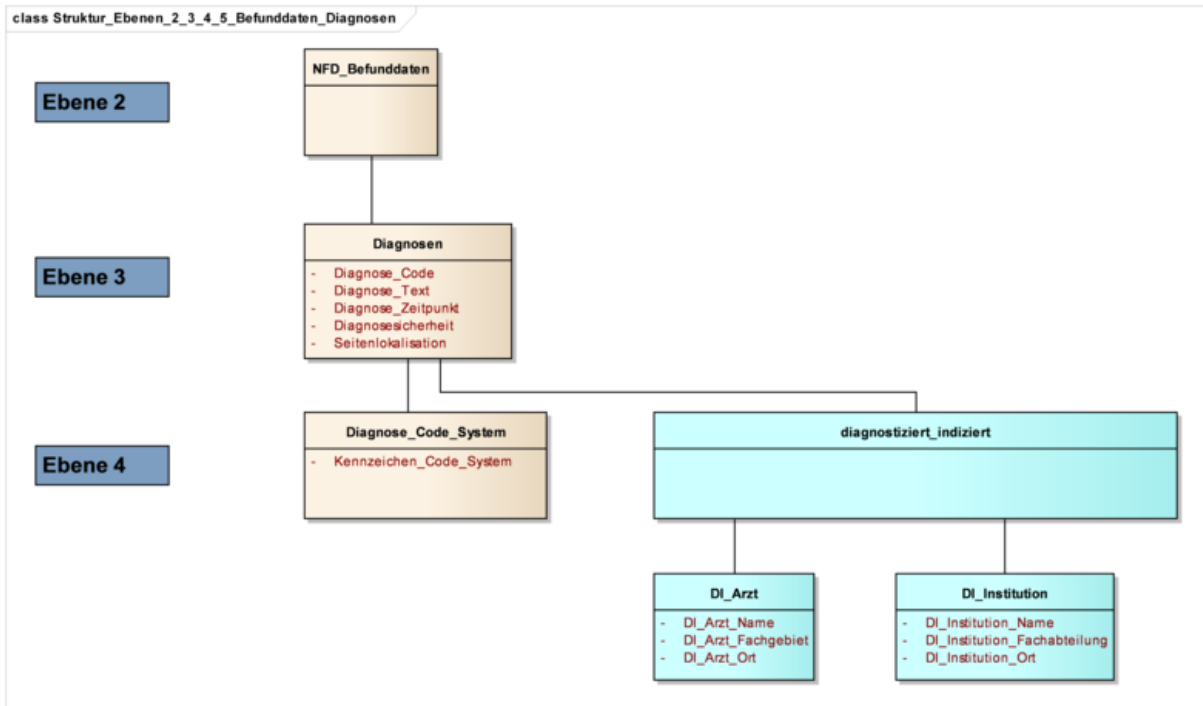 class Struktur_Ebenen_2_3_4_5_Befunddaten_Diagnosen
NFD_Befunddaten
Ebene 2
Diagnosen
Ebene 3
- Diagnose_Code
- Diagnose_Text
- Diagnose_Zeitpunkt
- Diagnosesicherheit
- Seitenlokalisation
Diagnose_Code_System
diagnostiziert_indiziert
Ebene 4
- Kennzeichen_Code_System
DI_Arzt
- DI_Arzt_Name
- DI_Arzt_Fachgebiet
- DI_Arzt_Ort
DI_Institution
- DI_Institution_Name
- DI_Institution_Fachabteilung
- DI_Institution_Ort